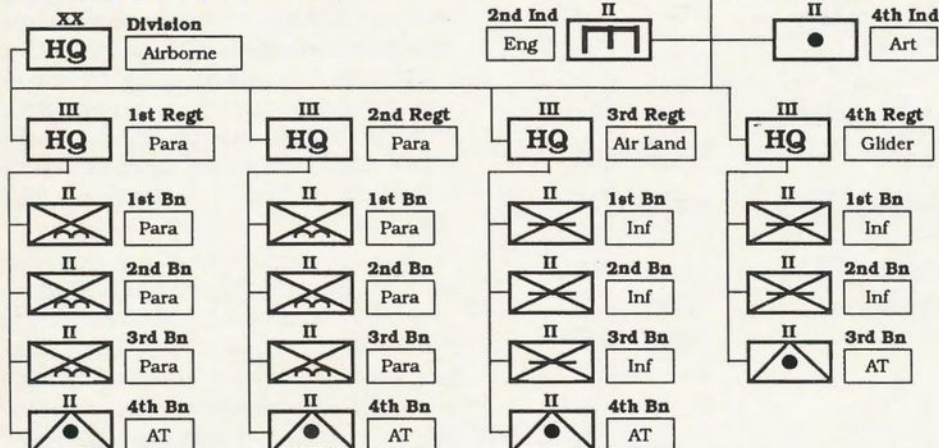 XX Division
HQ Airborne
2nd Ind II
Eng
II 4th Ind
Art
III 1st Regt
HQ Para
III 2nd Regt
HQ Para
III 3rd Regt
HQ Air Land
III 4th Regt
HQ Glider
II 1st Bn
Para
II 1st Bn
Para
II 1st Bn
Inf
II 1st Bn
Inf
II 2nd Bn
Para
II 2nd Bn
Para
II 2nd Bn
Inf
II 2nd Bn
Inf
II 3rd Bn
Para
II 3rd Bn
Para
II 3rd Bn
Inf
II 3rd Bn
AT
II 4th Bn
AT
II 4th Bn
AT
II 4th Bn
AT